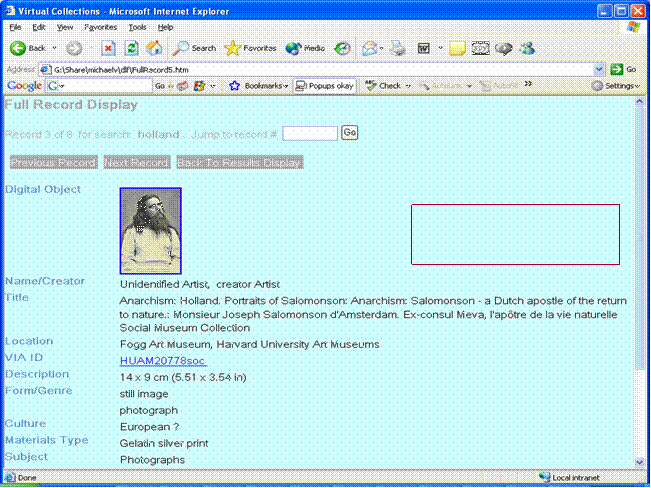 Virtual Collections - Microsoft Internet Explorer
File Edit View Favorites Tools Help
Back Search Favorites Media
Address G:\Share\michaelv\dlf\FullRecord5.htm Go
Google Go Bookmarks Popups okay Check AutoLink AutoFill Settings
Full Record Display
Record 3 of 8 for search: holland . Jump to record # Go
Previous Record Next Record Back To Results Display
Digital Object
Name/Creator Unidentified Artist, creator Artist
Title Anarchism: Holland. Portraits of Salomonson: Anarchism: Salomonson - a Dutch apostle of the return
to nature.: Monsieur Joseph Salomonson d'Amsterdam. Ex-consul Meva, l'apôtre de la vie naturelle
Social Museum Collection
Location Fogg Art Museum, Harvard University Art Museums
VIA ID HUAM20778soc
Description 14 x 9 cm (5.51 x 3.54 in)
Form/Genre still image
photograph
Culture European ?
Materials Type Gelatin silver print
Subject Photographs
Done Local intranet